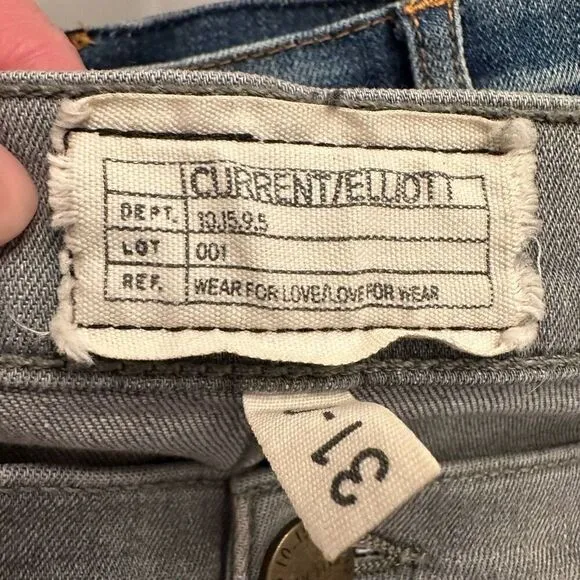 CURRENT/ELLIOTT
DEPT. 10.15.9.5
LOT 001
REF. WEAR FOR LOVE/LOVE FOR WEAR
31-